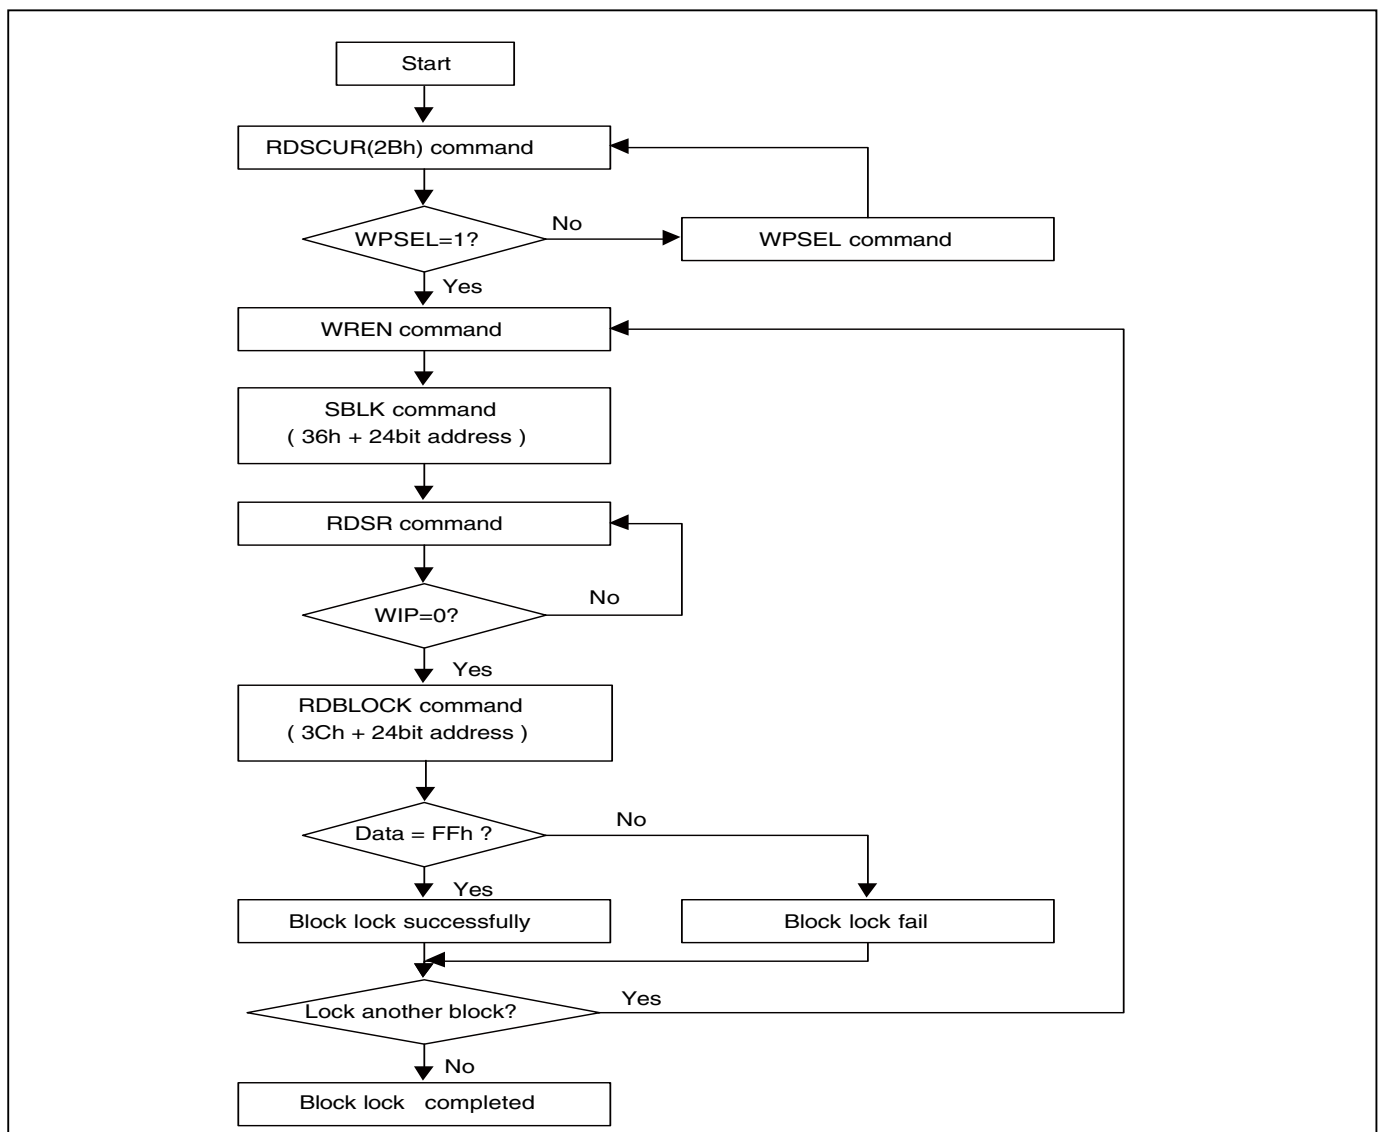 Start
RDSCUR(2Bh) command
WPSEL=1?
No
WPSEL command
Yes
WREN command
SBLK command
( 36h + 24bit address )
RDSR command
WIP=0?
No
Yes
RDBLOCK command
( 3Ch + 24bit address )
Data = FFh ?
No
Yes
Block lock successfully
Block lock fail
Lock another block?
Yes
No
Block lock completed